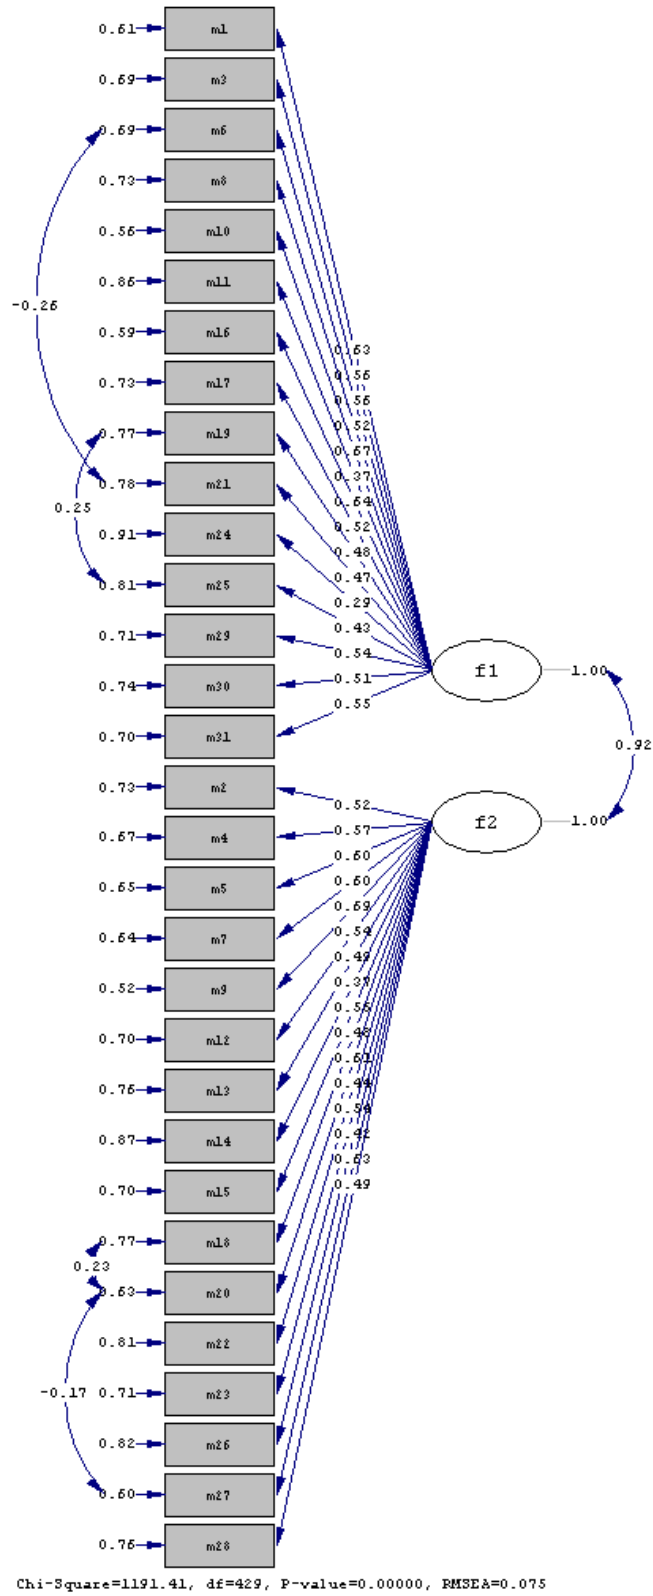 0.61 m1
0.69 m3
0.69 m6
0.73 m8
0.56 m10
0.86 m11
-0.26
0.59 m16
0.63
0.73 m17
0.56
0.56
0.52
0.77 m19
0.67
0.37
0.78 m21
0.64
0.25
0.52
0.91 m24
0.48
0.47
0.81 m25
0.29
0.43
0.71 m29
0.54
f1 1.00
0.51
0.74 m30
0.55
0.70 m31
0.92
0.73 m2
0.52
f2 1.00
0.57
0.67 m4
0.60
0.65 m5
0.60
0.69
0.64 m7
0.54
0.49
0.52 m9
0.37
0.55
0.70 m12
0.48
0.61
0.76 m13
0.44
0.54
0.87 m14
0.42
0.63
0.70 m15
0.49
0.77 m18
0.23
0.63 m20
0.81 m22
-0.17 0.71 m23
0.82 m26
0.60 m27
0.76 m28
Chi-Square=1191.41, df=429, P-value=0.00000, RMSEA=0.075